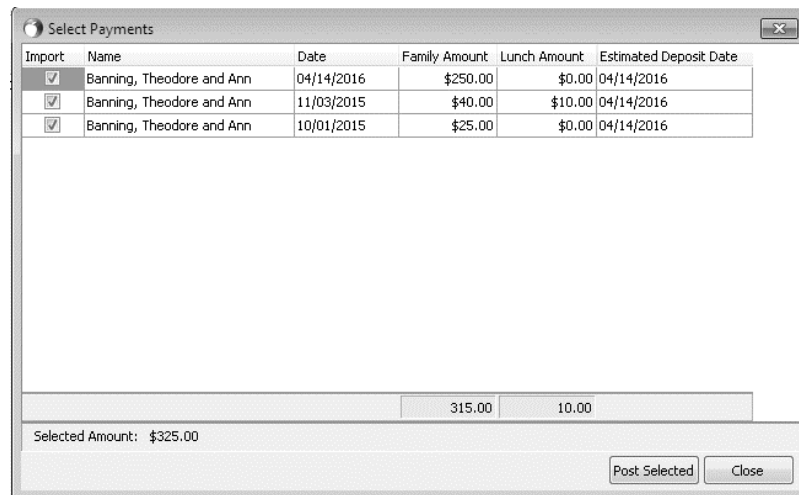 Select Payments
Import Name Date Family Amount Lunch Amount Estimated Deposit Date
Banning, Theodore and Ann 04/14/2016 $250.00 $0.00 04/14/2016
Banning, Theodore and Ann 11/03/2015 $40.00 $10.00 04/14/2016
Banning, Theodore and Ann 10/01/2015 $25.00 $0.00 04/14/2016
315.00 10.00
Selected Amount: $325.00
Post Selected Close